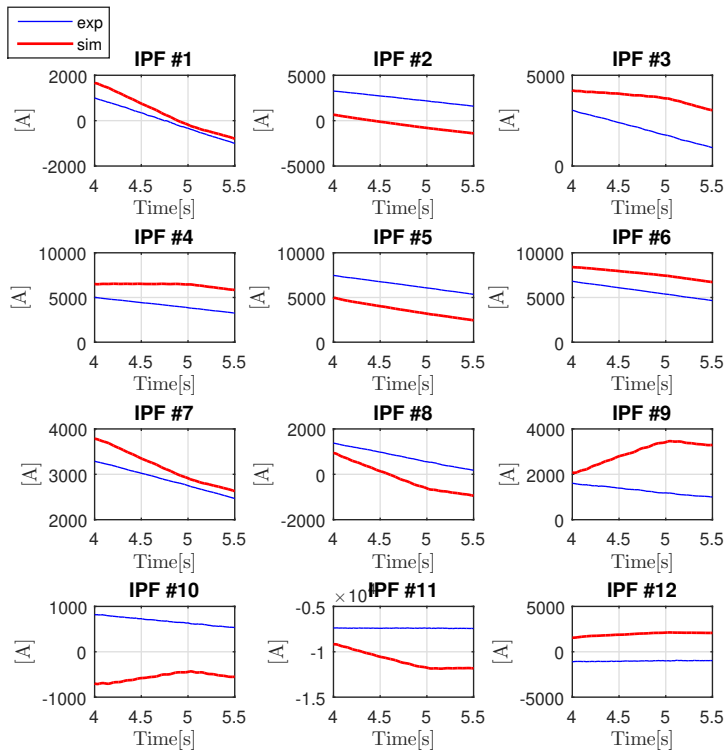 exp
sim
IPF #1
IPF #2
IPF #3
2000
0
-2000
[A]
4 4.5 5 5.5
Time[s]
5000
0
-5000
[A]
4 4.5 5 5.5
Time[s]
5000
0
[A]
4 4.5 5 5.5
Time[s]
IPF #4
IPF #5
IPF #6
10000
5000
0
[A]
4 4.5 5 5.5
Time[s]
10000
5000
0
[A]
4 4.5 5 5.5
Time[s]
10000
5000
0
[A]
4 4.5 5 5.5
Time[s]
IPF #7
IPF #8
IPF #9
4000
3000
2000
[A]
4 4.5 5 5.5
Time[s]
2000
0
-2000
[A]
4 4.5 5 5.5
Time[s]
4000
2000
0
[A]
4 4.5 5 5.5
Time[s]
IPF #10
IPF #11
IPF #12
1000
0
-1000
[A]
4 4.5 5 5.5
Time[s]
-0.5
-1
-1.5
[A]
4 4.5 5 5.5
Time[s]
5000
0
-5000
[A]
4 4.5 5 5.5
Time[s]